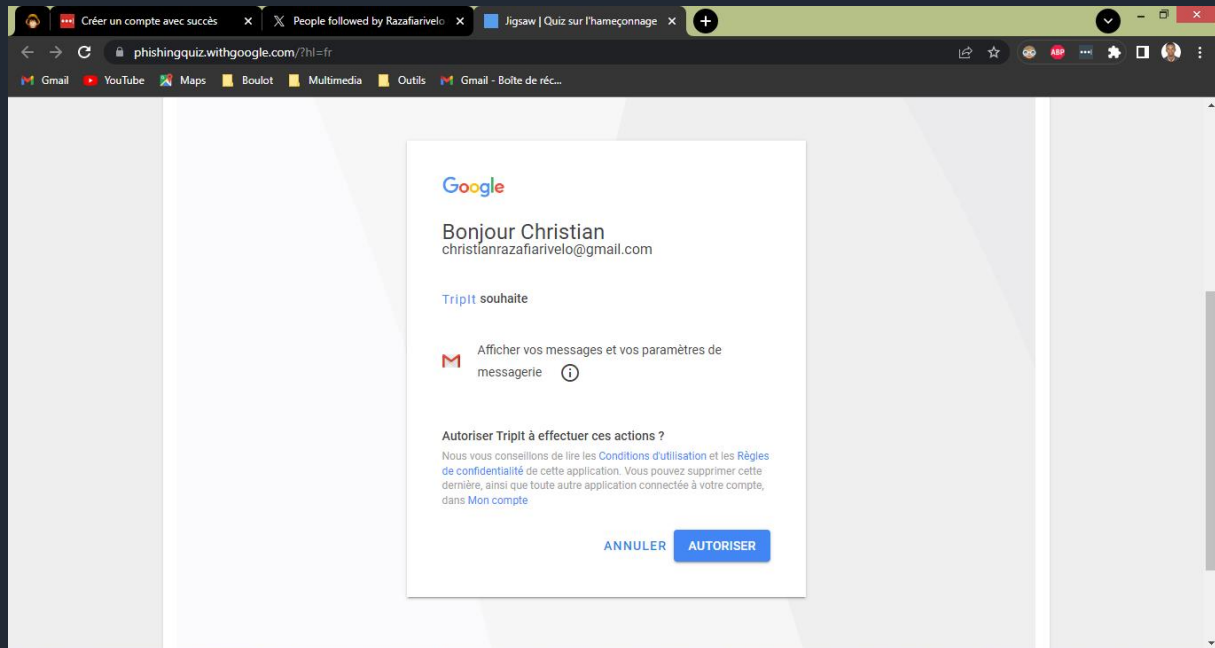 Créer un compte avec succès
People followed by Razafiarivelo
Jigsaw | Quiz sur l'hameçonnage
phishingquiz.withgoogle.com/?hl=fr
ABP
Gmail YouTube Maps Boulot Multimedia Outils Gmail - Boîte de réc...
Google
Bonjour Christian
christianrazafiarivelo@gmail.com
TripIt souhaite
Afficher vos messages et vos paramètres de
messagerie
Autoriser TripIt à effectuer ces actions ?
Nous vous conseillons de lire les Conditions d'utilisation et les Règles
de confidentialité de cette application. Vous pouvez supprimer cette
dernière, ainsi que toute autre application connectée à votre compte,
dans Mon compte
ANNULER AUTORISER